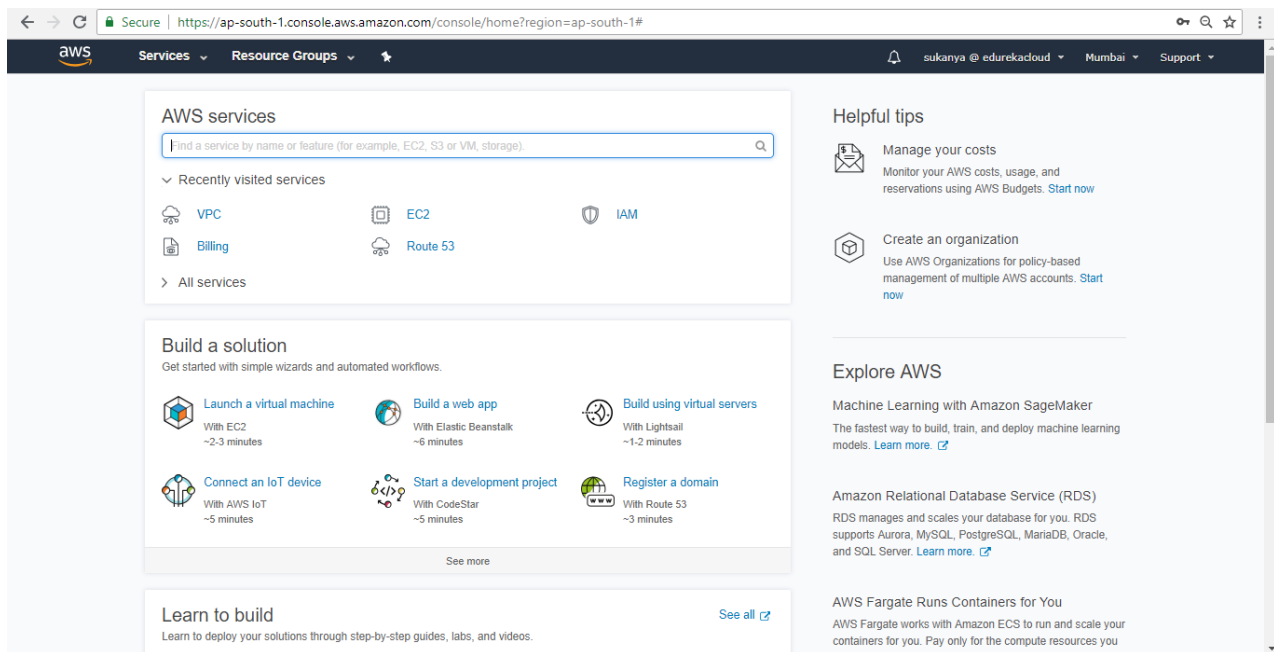 Secure | https://ap-south-1.console.aws.amazon.com/console/home?region=ap-south-1#
aws Services Resource Groups sukanya @ edurekacloud Mumbai Support
AWS services
Find a service by name or feature (for example, EC2, S3 or VM, storage).
Recently visited services
VPC EC2 IAM
Billing Route 53
All services
Build a solution
Get started with simple wizards and automated workflows.
Launch a virtual machine
With EC2
~2-3 minutes
Build a web app
With Elastic Beanstalk
~6 minutes
Build using virtual servers
With Lightsail
~1-2 minutes
Connect an IoT device
With AWS IoT
~5 minutes
Start a development project
With CodeStar
~5 minutes
Register a domain
With Route 53
~3 minutes
See more
Learn to build
See all
Learn to deploy your solutions through step-by-step guides, labs, and videos.
Helpful tips
Manage your costs
Monitor your AWS costs, usage, and
reservations using AWS Budgets. Start now
Create an organization
Use AWS Organizations for policy-based
management of multiple AWS accounts. Start
now
Explore AWS
Machine Learning with Amazon SageMaker
The fastest way to build, train, and deploy machine learning
models. Learn more.
Amazon Relational Database Service (RDS)
RDS manages and scales your database for you. RDS
supports Aurora, MySQL, PostgreSQL, MariaDB, Oracle,
and SQL Server. Learn more.
AWS Fargate Runs Containers for You
AWS Fargate works with Amazon ECS to run and scale your
containers for you. Pay only for the compute resources you